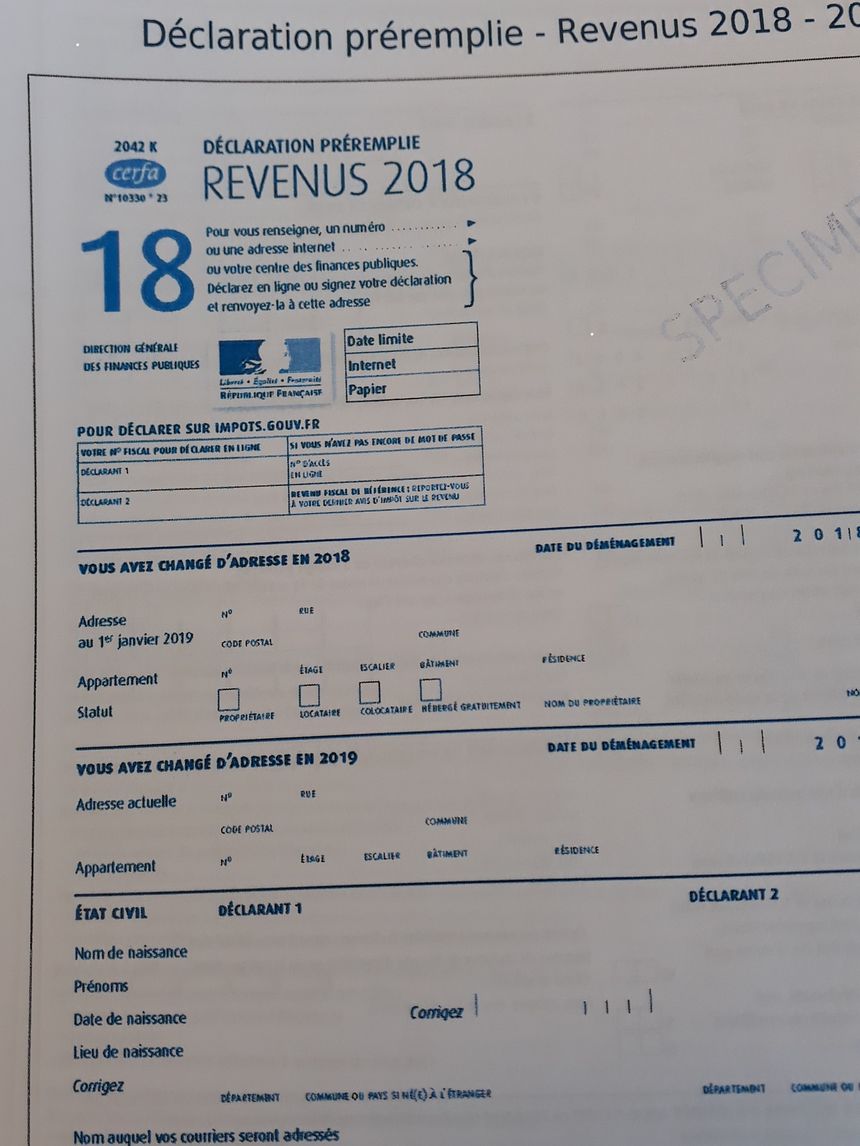 Déclaration préremplie - Revenus 2018 - 20
2042 K
cerfa
N°10330 * 23
DÉCLARATION PRÉREMPLIE
REVENUS 2018
18
Pour vous renseigner, un numéro
ou une adresse internet
ou votre centre des finances publiques.
Déclarez en ligne ou signez votre déclaration
et renvoyez-la à cette adresse
SPECIME
DIRECTION GÉNÉRALE
DES FINANCES PUBLIQUES
Liberté • Égalité • Fraternité
RÉPUBLIQUE FRANÇAISE
Date limite
Internet
Papier
POUR DÉCLARER SUR IMPOTS.GOUV.FR
VOTRE N° FISCAL POUR DÉCLARER EN LIGNE
SI VOUS N'AVEZ PAS ENCORE DE MOT DE PASSE
DÉCLARANT 1
N° D'ACCÈS
EN LIGNE
DÉCLARANT 2
REVENU FISCAL DE RÉFÉRENCE : REPORTEZ-VOUS
À VOTRE DERNIER AVIS D'IMPÔT SUR LE REVENU
VOUS AVEZ CHANGÉ D'ADRESSE EN 2018 DATE DU DÉMÉNAGEMENT 2 0 1 8
Adresse N° RUE
au 1er janvier 2019 CODE POSTAL COMMUNE
Appartement N° ÉTAGE ESCALIER BÂTIMENT RÉSIDENCE
Statut PROPRIÉTAIRE LOCATAIRE COLOCATAIRE HÉBERGÉ GRATUITEMENT NOM DU PROPRIÉTAIRE NO
VOUS AVEZ CHANGÉ D'ADRESSE EN 2019 DATE DU DÉMÉNAGEMENT 2 0 1
Adresse actuelle N° RUE
CODE POSTAL COMMUNE
Appartement N° ÉTAGE ESCALIER BÂTIMENT RÉSIDENCE
ÉTAT CIVIL DÉCLARANT 1 DÉCLARANT 2
Nom de naissance
Prénoms
Date de naissance Corrigez
Lieu de naissance
Corrigez DÉPARTEMENT COMMUNE OU PAYS SI NÉ(E) À L'ÉTRANGER DÉPARTEMENT COMMUNE OU
Nom auquel vos courriers seront adressés